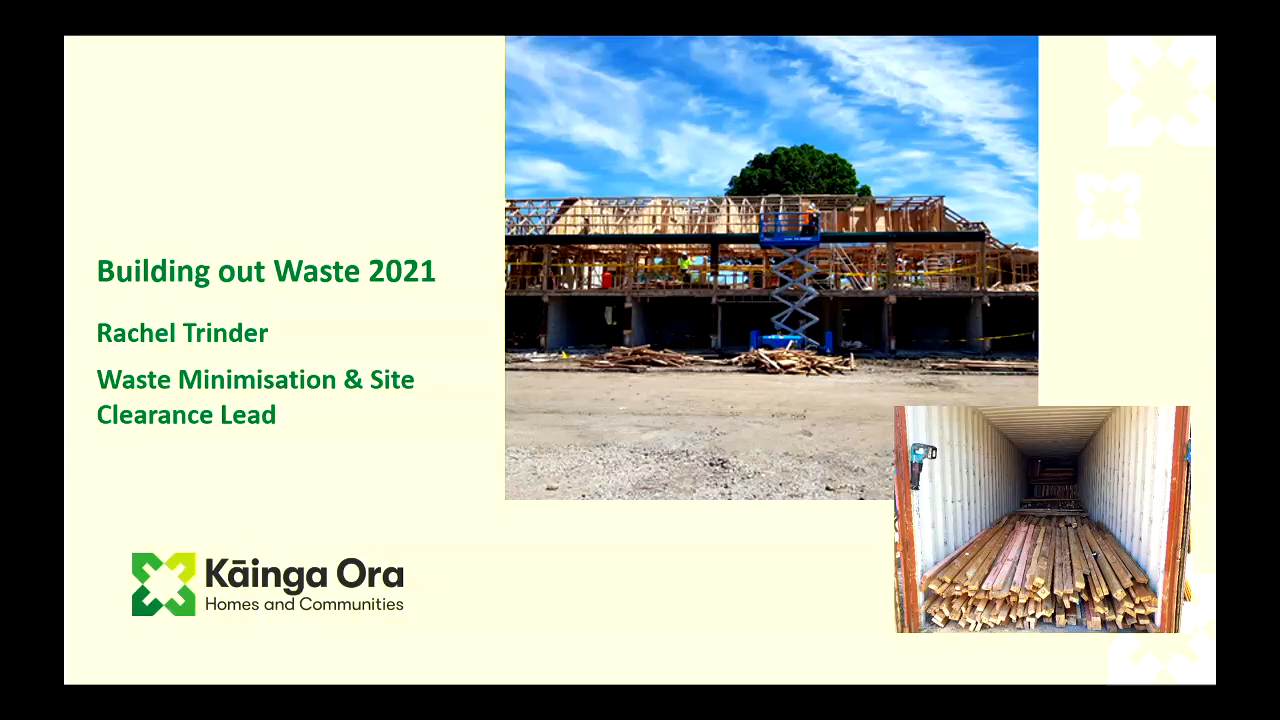 Building out Waste 2021
Rachel Trinder
Waste Minimisation & Site
Clearance Lead
Kāinga Ora
Homes and Communities